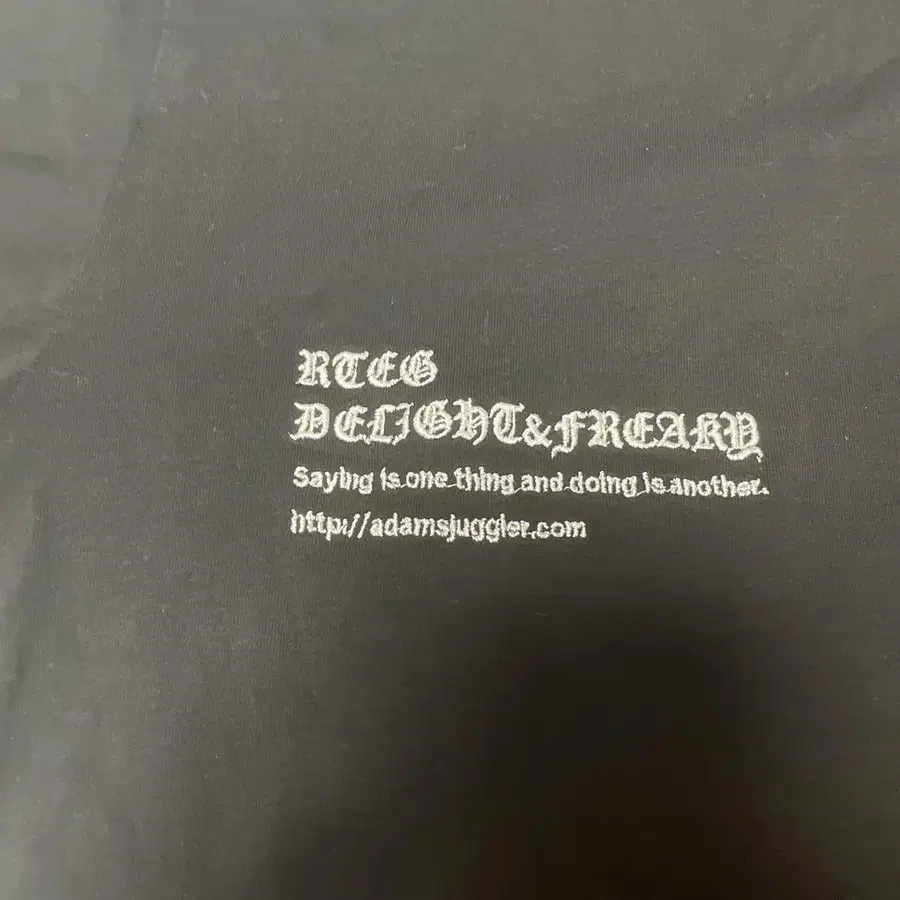 RTEG
DELIGHT&FREAKY
Saying is one thing and doing is another.
http://adamsjuggler.com